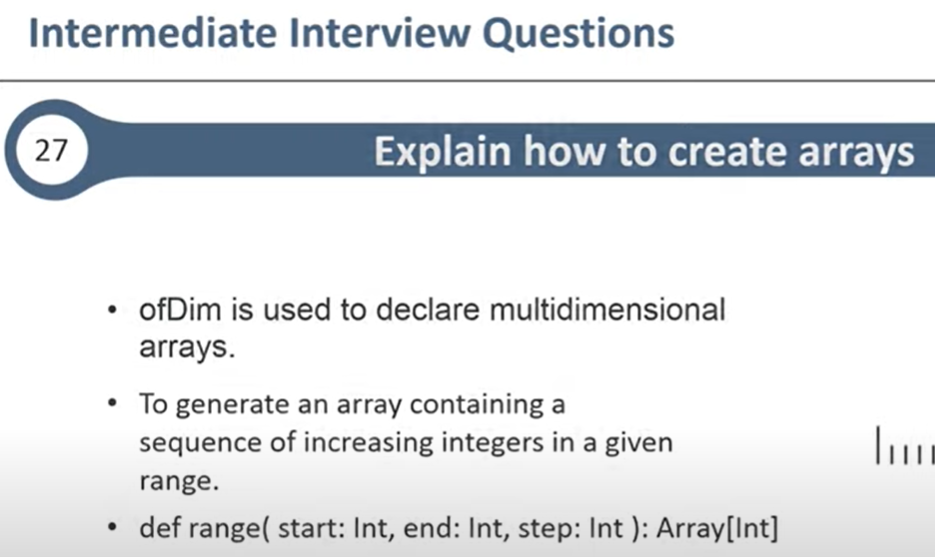 Intermediate Interview Questions
27
Explain how to create arrays
• ofDim is used to declare multidimensional
arrays.
• To generate an array containing a
sequence of increasing integers in a given
range.
• def range( start: Int, end: Int, step: Int ): Array[Int]